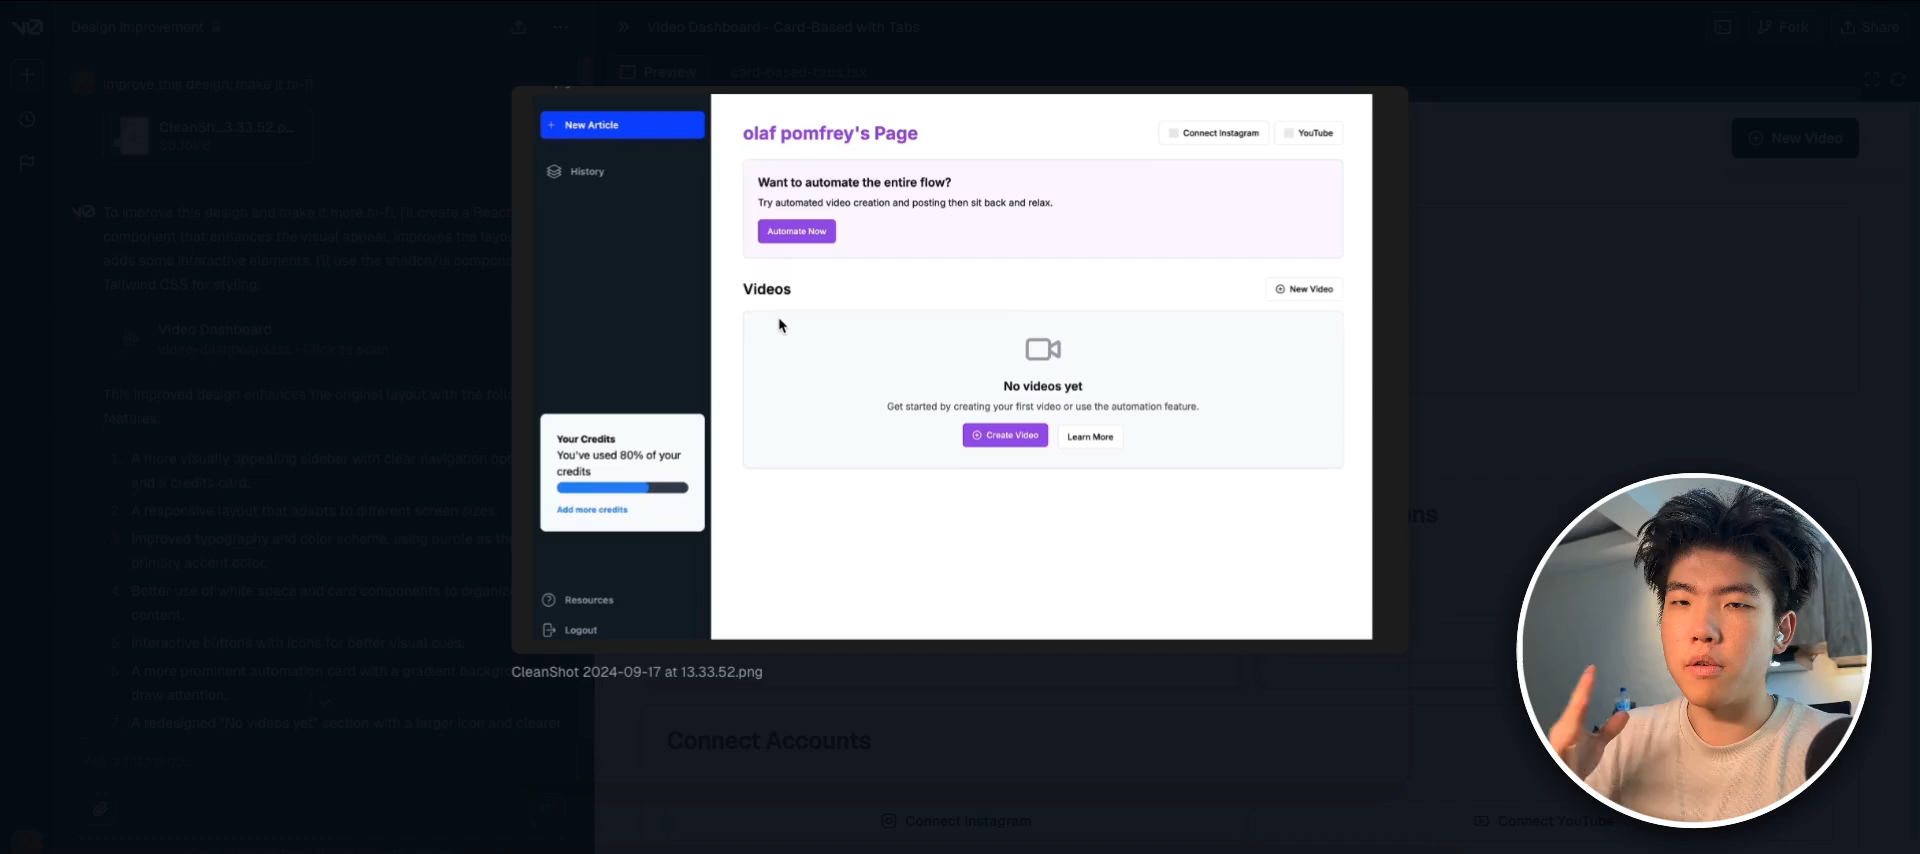 v0
Design Improvement
Video Dashboard - Card-Based with Tabs
Fork
Share
Improve this design, make it hi-fi
CleanSh...3.33.52.p...
Preview
card-based-tabs.tsx
New Video
To improve this design and make it more hi-fi, I'll create a React
component that enhances the visual appeal, improves the layou
adds some interactive elements. I'll use the shadcn/ui compone
Tailwind CSS for styling.
Video Dashboard
This improved design enhances the original layout with the follo
features:
1. A more visually appealing sidebar with clear navigation opt
and a credits card.
2. A responsive layout that adapts to different screen sizes.
3. Improved typography and color scheme, using purple as the
primary accent color.
4. Better use of white space and card components to organiz
content.
5. Interactive buttons with icons for better visual cues.
6. A more prominent automation card with a gradient backgr
draw attention.
7. A redesigned "No videos yet" section with a larger icon and clearer
New Article
History
Your Credits
You've used 80% of your
credits
Add more credits
Resources
Logout
olaf pomfrey's Page
Connect Instagram
YouTube
Want to automate the entire flow?
Try automated video creation and posting then sit back and relax.
Automate Now
Videos
New Video
No videos yet
Get started by creating your first video or use the automation feature.
Create Video
Learn More
CleanShot 2024-09-17 at 13.33.52.png
ons
Connect Accounts
Connect Instagram
Connect YouTube